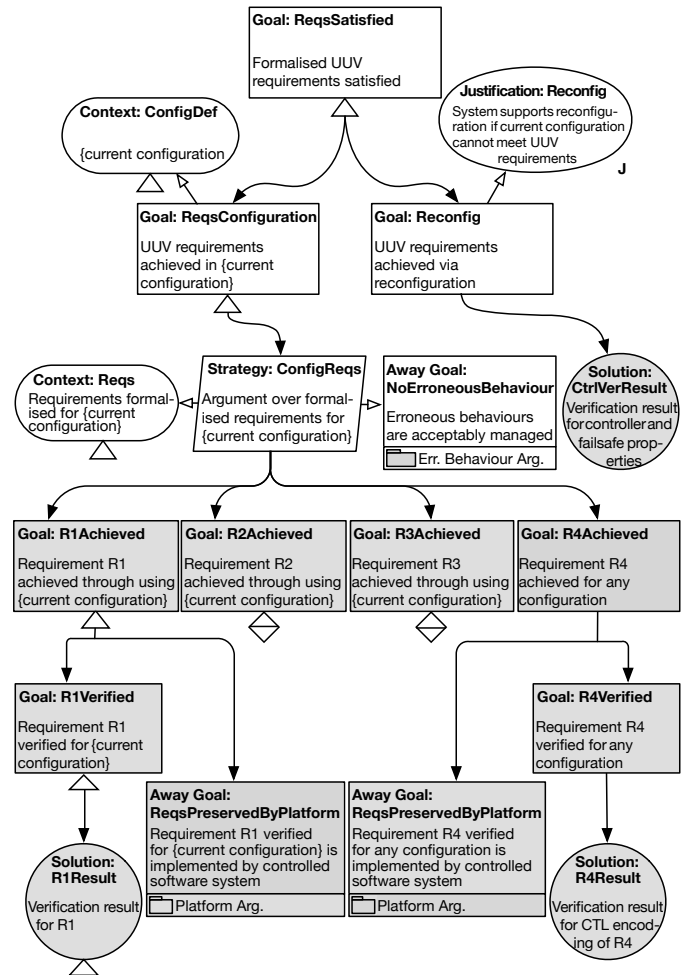 Goal: ReqsSatisfied
Formalised UUV
requirements satisfied
Context: ConfigDef
{current configuration
Justification: Reconfig
System supports reconfigu-
ration if current configuration
cannot meet UUV
requirements
J
Goal: ReqsConfiguration
UUV requirements
achieved in {current
configuration}
Goal: Reconfig
UUV requirements
achieved via
reconfiguration
Context: Reqs
Requirements formal-
ised for {current
configuration}
Strategy: ConfigReqs
Argument over formal-
ised requirements for
{current configuration}
Away Goal:
NoErroneousBehaviour
Erroneous behaviours
are acceptably managed
Err. Behaviour Arg.
Solution:
CtrlVerResult
Verification result
for controller and
failsafe prop-
erties
Goal: R1Achieved
Requirement R1
achieved through using
{current configuration}
Goal: R2Achieved
Requirement R2
achieved through using
{current configuration}
Goal: R3Achieved
Requirement R3
achieved through using
{current configuration}
Goal: R4Achieved
Requirement R4
achieved for any
configuration
Goal: R1Verified
Requirement R1
verified for {current
configuration}
Goal: R4Verified
Requirement R4
verified for any
configuration
Away Goal:
ReqsPreservedByPlatform
Requirement R1 verified
for {current configuration} is
implemented by controlled
software system
Platform Arg.
Away Goal:
ReqsPreservedByPlatform
Requirement R4 verified
for any configuration is
implemented by controlled
software system
Platform Arg.
Solution:
R1Result
Verification result
for R1
Solution:
R4Result
Verification result
for CTL encod-
ing of R4